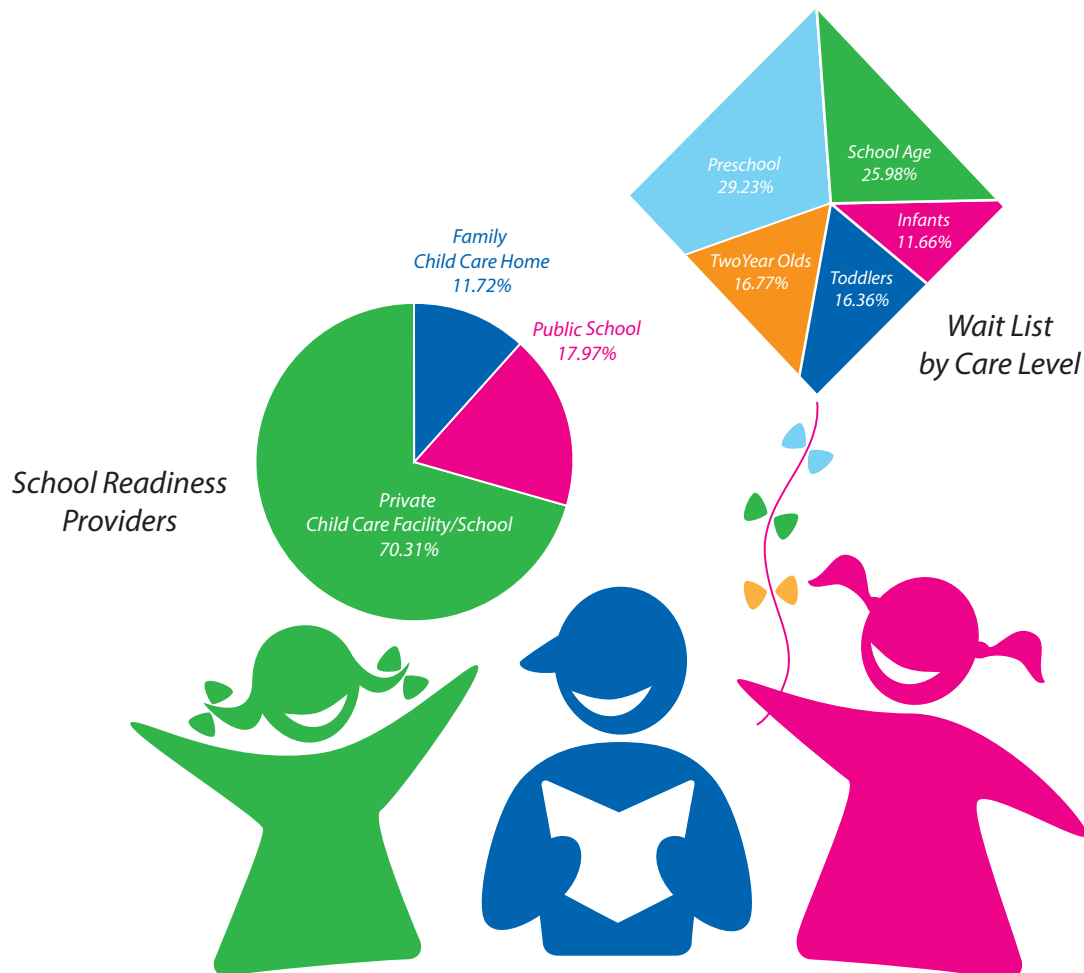 School Readiness
Providers
Family
Child Care Home
11.72%
Public School
17.97%
Private
Child Care Facility/School
70.31%
Preschool
29.23%
School Age
25.98%
Infants
11.66%
TwoYear Olds
16.77%
Toddlers
16.36%
Wait List
by Care Level